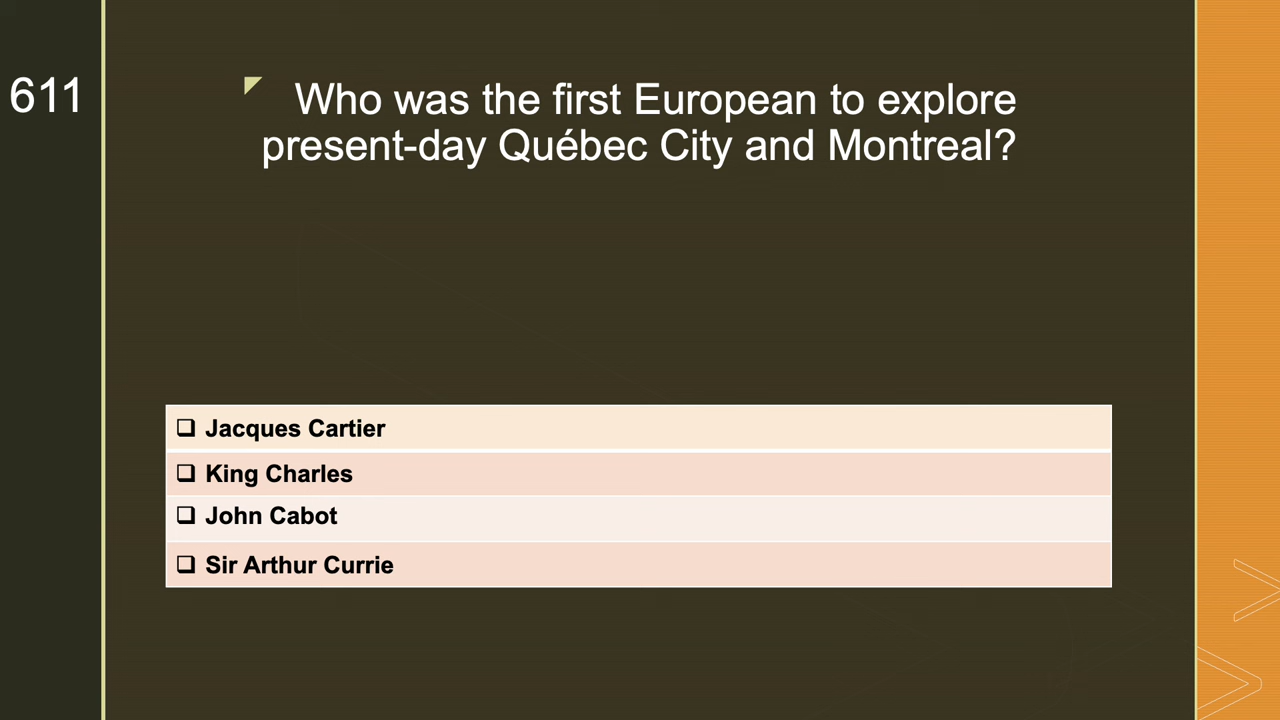 611
Who was the first European to explore
present-day Québec City and Montreal?
❑ Jacques Cartier
❑ King Charles
❑ John Cabot
❑ Sir Arthur Currie